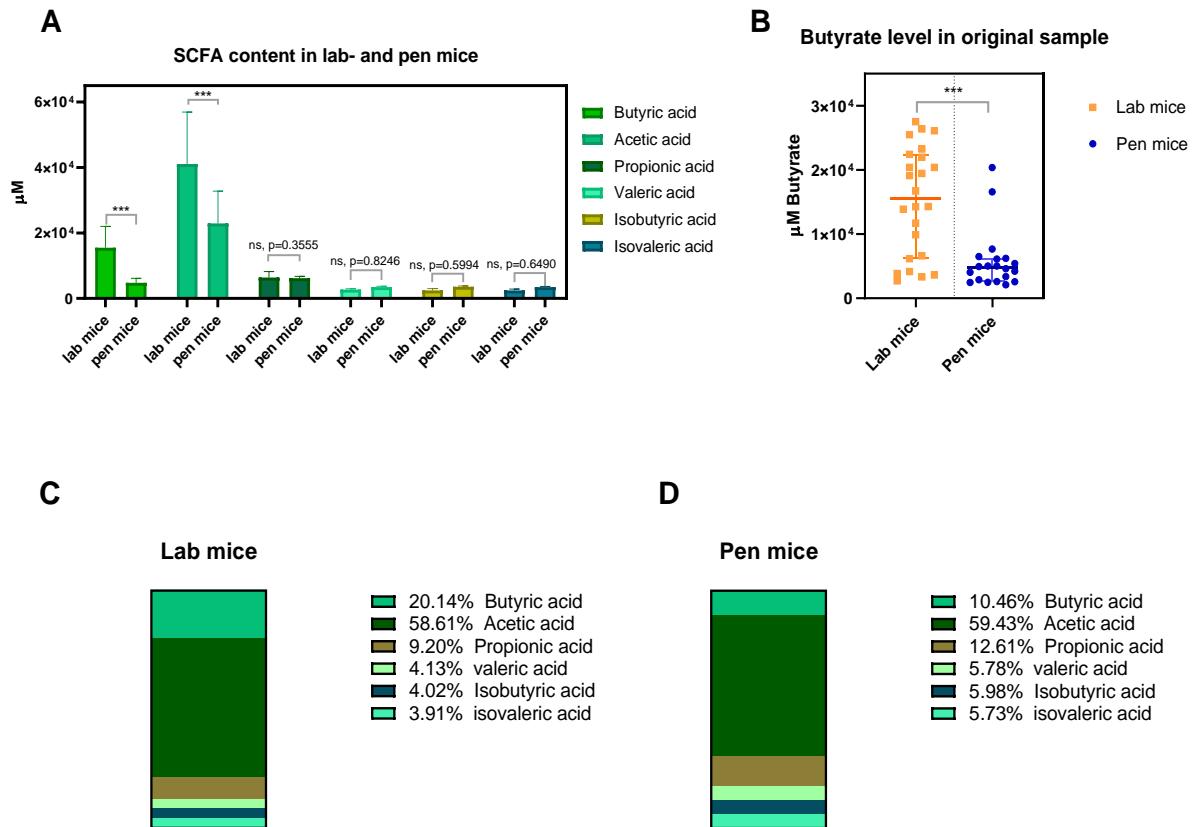 A
SCFA content in lab- and pen mice
μM
6×10⁴
4×10⁴
2×10⁴
0
***
***
ns, p=0.3555
ns, p=0.8246
ns, p=0.5994
ns, p=0.6490
lab mice
pen mice
lab mice
pen mice
lab mice
pen mice
lab mice
pen mice
lab mice
pen mice
lab mice
pen mice
Butyric acid
Acetic acid
Propionic acid
Valeric acid
Isobutyric acid
Isovaleric acid
B
Butyrate level in original sample
μM Butyrate
3×10⁴
2×10⁴
1×10⁴
0
***
Lab mice
Pen mice
Lab mice
Pen mice
C
Lab mice
20.14% Butyric acid
58.61% Acetic acid
9.20% Propionic acid
4.13% valeric acid
4.02% Isobutyric acid
3.91% isovaleric acid
D
Pen mice
10.46% Butyric acid
59.43% Acetic acid
12.61% Propionic acid
5.78% valeric acid
5.98% Isobutyric acid
5.73% isovaleric acid